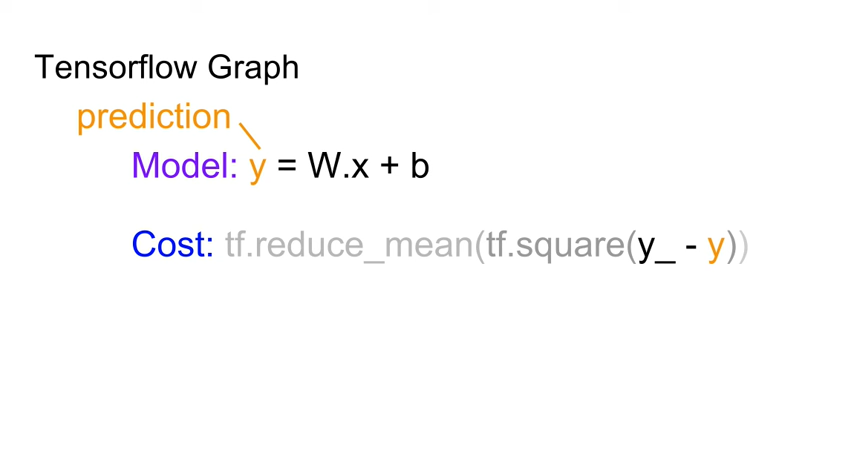 Tensorflow Graph
prediction
Model: y = W.x + b
Cost: tf.reduce_mean(tf.square(y_ - y))